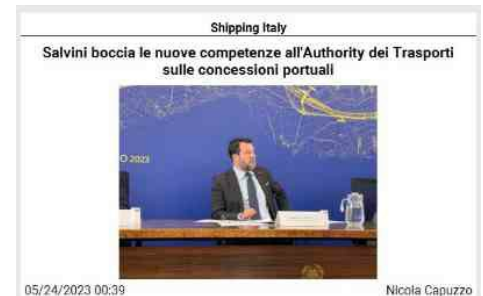 Shipping Italy
Salvini boccia le nuove competenze all'Authority dei Trasporti
sulle concessioni portuali
O 2023
05/24/2023 00:39
Nicola Capuzzo